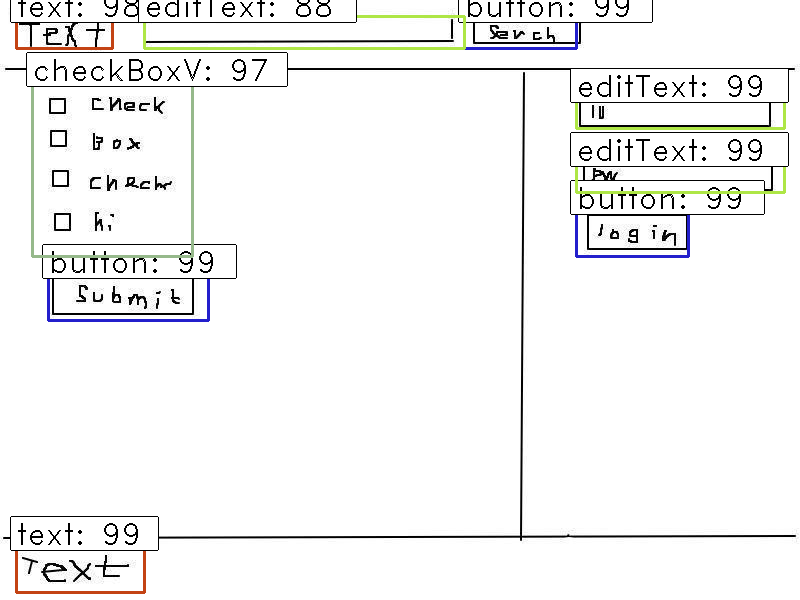 text: 98 editText: 88 button: 99
Text Serch
checkBoxV: 97
check
Box
check
hi
button: 99
Submit
editText: 99
ID
editText: 99
PW
button: 99
login
text: 99
Text